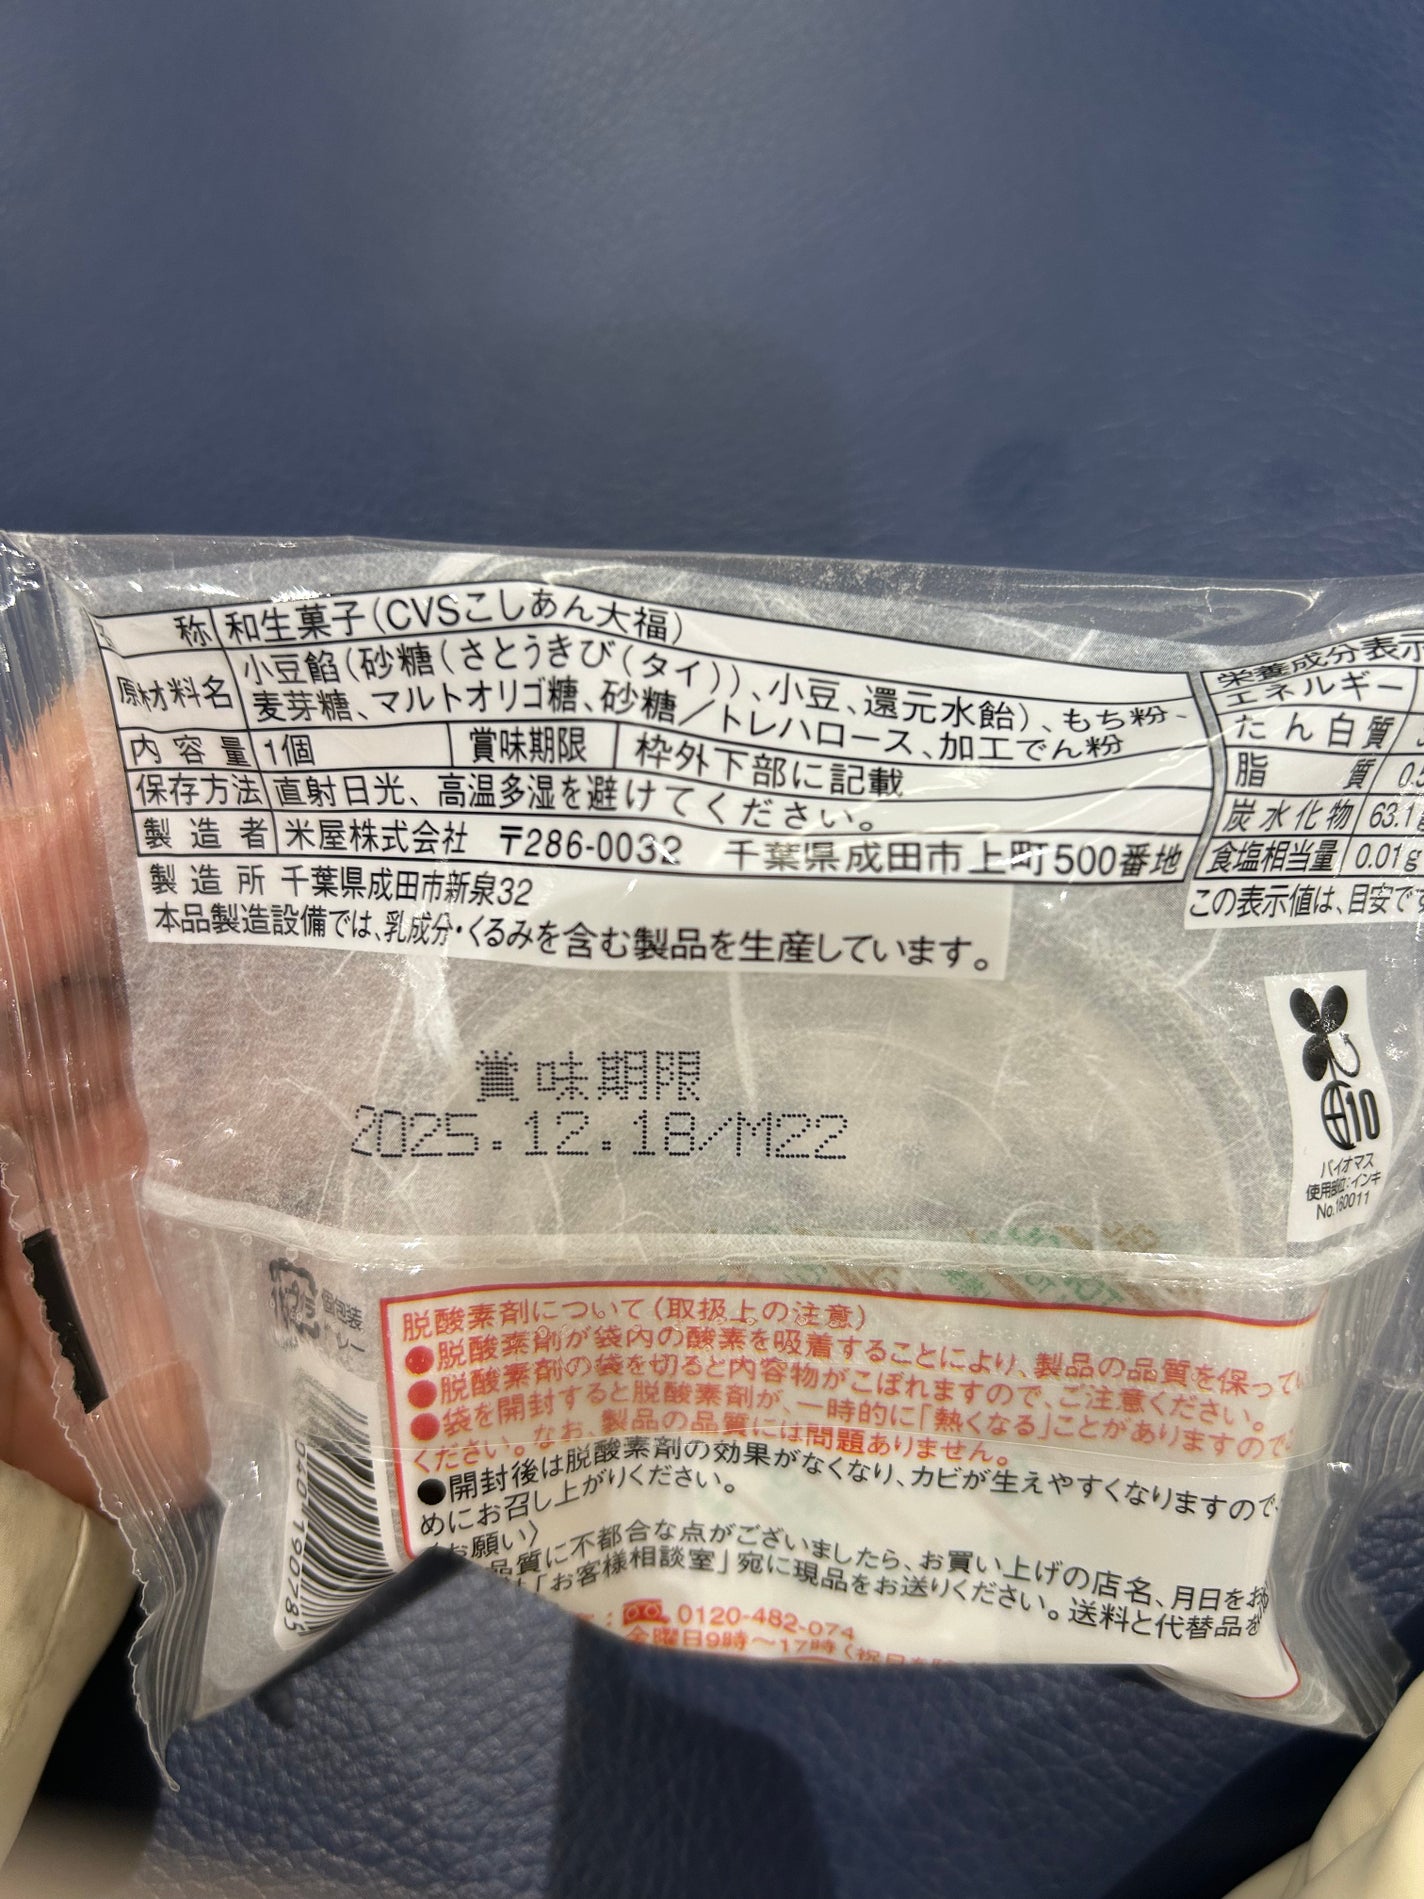 称 和生菓子(CVSこしあん大福)
原材料名 小豆餡(砂糖(さとうきび(タイ))、小豆、還元水飴)、もち粉、
麦芽糖、マルトオリゴ糖、砂糖/トレハロース、加工でん粉
内容量 1個 賞味期限 枠外下部に記載
保存方法 直射日光、高温多湿を避けてください。
製造者 米屋株式会社 〒286-0032 千葉県成田市上町500番地
製造所 千葉県成田市新泉32
本品製造設備では、乳成分・くるみを含む製品を生産しています。
栄養成分表示
エネルギー
たん白質
脂質 0.5
炭水化物 63.1g
食塩相当量 0.01g
この表示値は、目安です
賞味期限
2025.12.18/M22
10
バイオマス
使用部位:インキ
No.160011
プラ
個包装
トレー
脱酸素剤について(取扱上の注意)
●脱酸素剤が袋内の酸素を吸着することにより、製品の品質を保ってい
●脱酸素剤の袋を切ると内容物がこぼれますので、ご注意ください。
●袋を開封すると脱酸素剤が、一時的に「熱くなる」ことがありますので
ください。なお、製品の品質には問題ありません。
●開封後は脱酸素剤の効果がなくなり、カビが生えやすくなりますので
めにお召し上がりください。
お願い〉
品質に不都合な点がございましたら、お買い上げの店名、月日をお
「お客様相談室」宛に現品をお送りください。送料と代替品を
0120-482-074
金曜日9時～17時(祝日を除